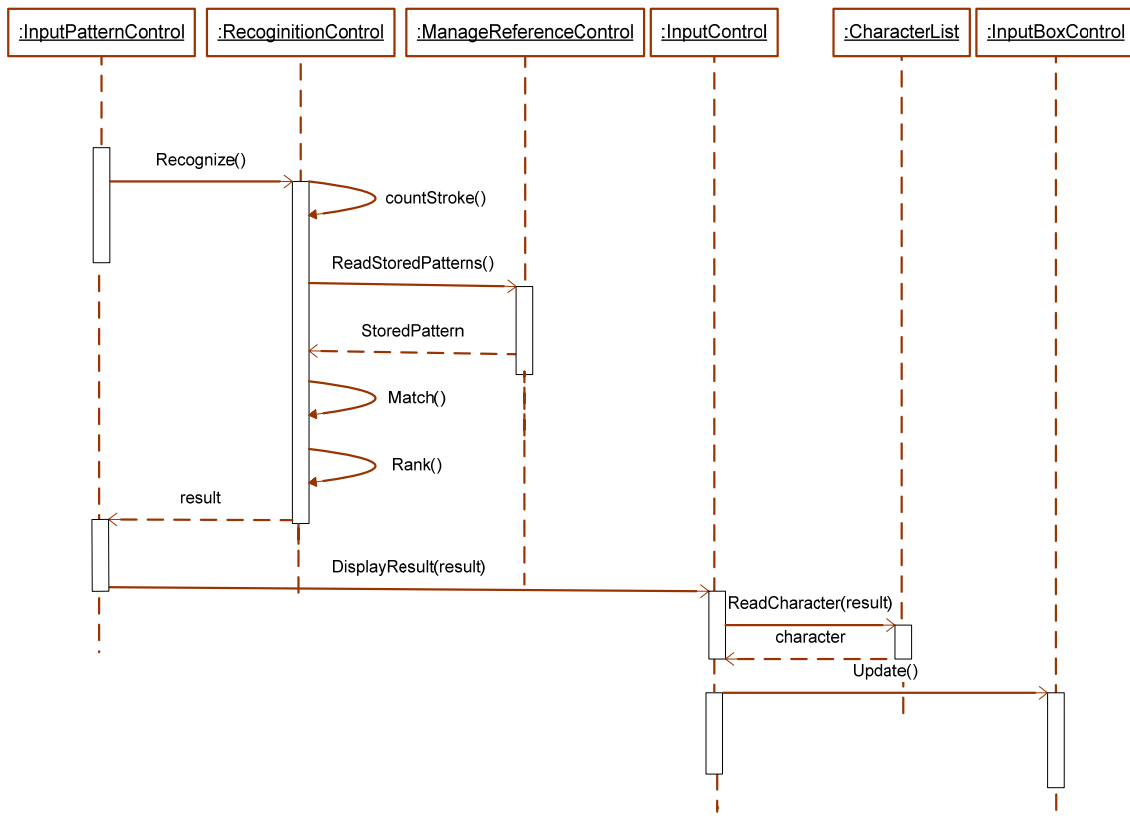 :InputPatternControl
:RecoginitionControl
:ManageReferenceControl
:InputControl
:CharacterList
:InputBoxControl
Recognize()
countStroke()
ReadStoredPatterns()
StoredPattern
Match()
Rank()
result
DisplayResult(result)
ReadCharacter(result)
character
Update()